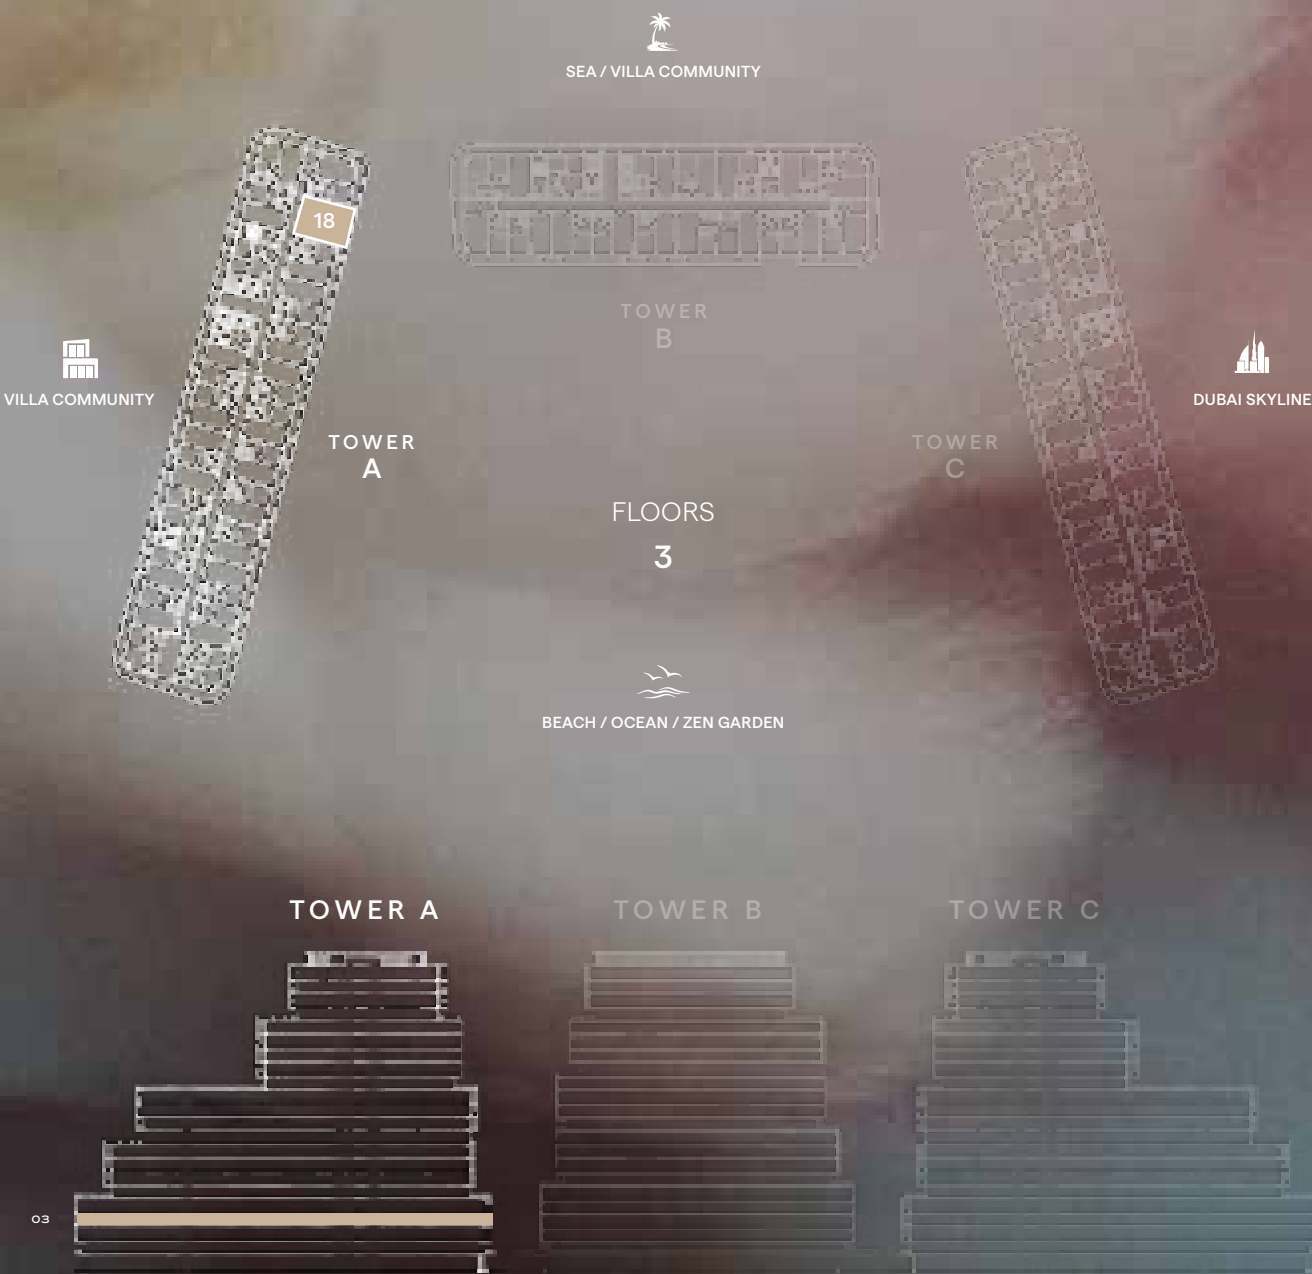 SEA / VILLA COMMUNITY
18
TOWER
B
VILLA COMMUNITY
DUBAI SKYLINE
TOWER
A
TOWER
C
FLOORS
3
BEACH / OCEAN / ZEN GARDEN
TOWER A
TOWER B
TOWER C
03